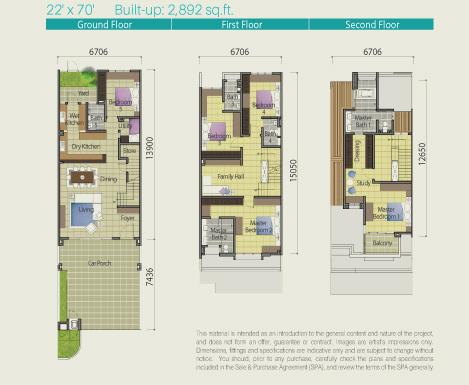 22' x 70' Built-up: 2,892 sq.ft.
Ground Floor
First Floor
Second Floor
6706
6706
6706
Yard
Bedroom
5
Wet
Kitchen
Bath
Utility
Dry Kitchen
Store
Dining
Living
Foyer
Car Porch
13900
7436
Bath
3
Bedroom
4
Bedroom
3
Bath
4
Family Hall
Master
Bath 2
Master
Bedroom 2
15050
Master
Bath 1
Dressing
Study
Master
Bedroom 1
Balcony
12650
This material is intended as an introduction to the general content and nature of the project,
and does not form an offer, guarantee or contract. Images are artist's impressions only.
Dimensions, fittings and specifications are indicative only and are subject to change without
notice. You should, prior to any purchase, carefully check the plans and specifications
included in the Sale & Purchase Agreement (SPA), and review the terms of the SPA generally